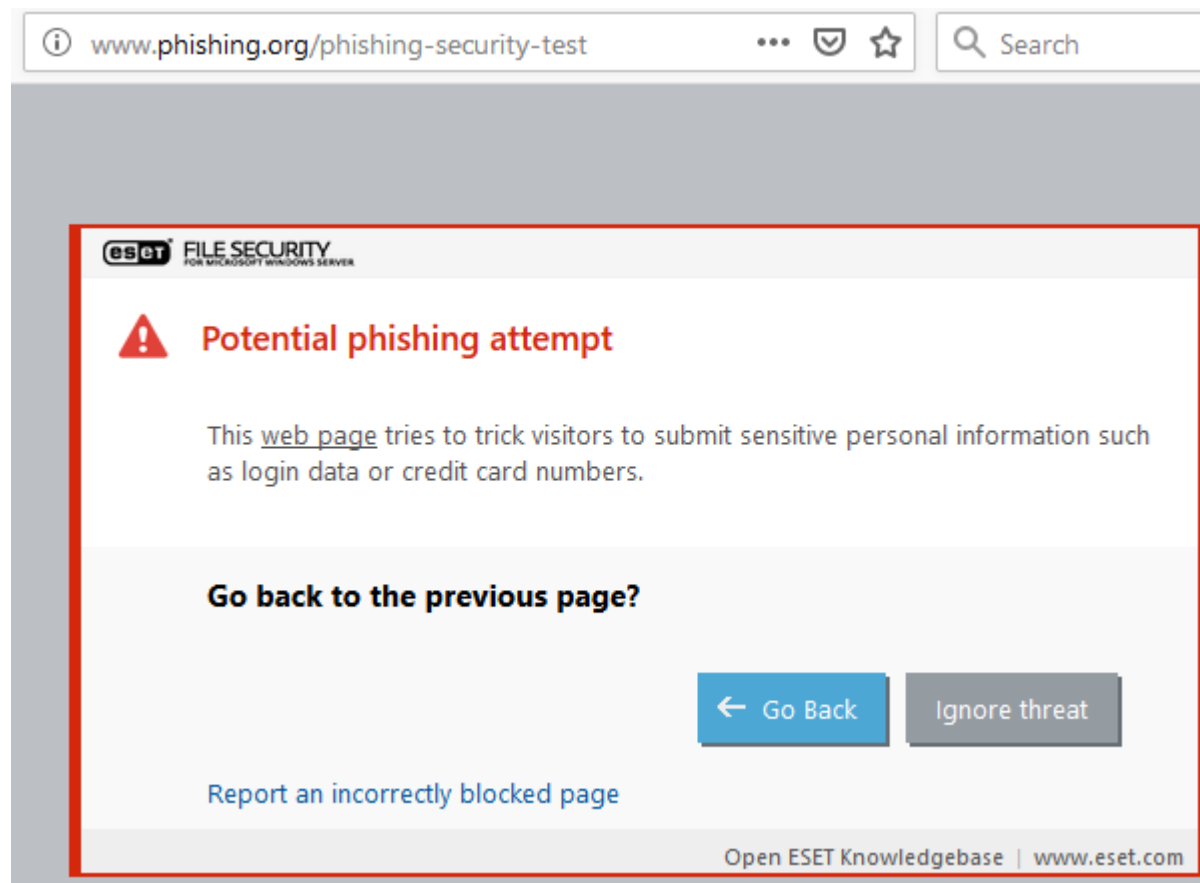 www.phishing.org/phishing-security-test
Search
eset FILE SECURITY
FOR MICROSOFT WINDOWS SERVER
Potential phishing attempt
This web page tries to trick visitors to submit sensitive personal information such
as login data or credit card numbers.
Go back to the previous page?
Go Back
Ignore threat
Report an incorrectly blocked page
Open ESET Knowledgebase | www.eset.com